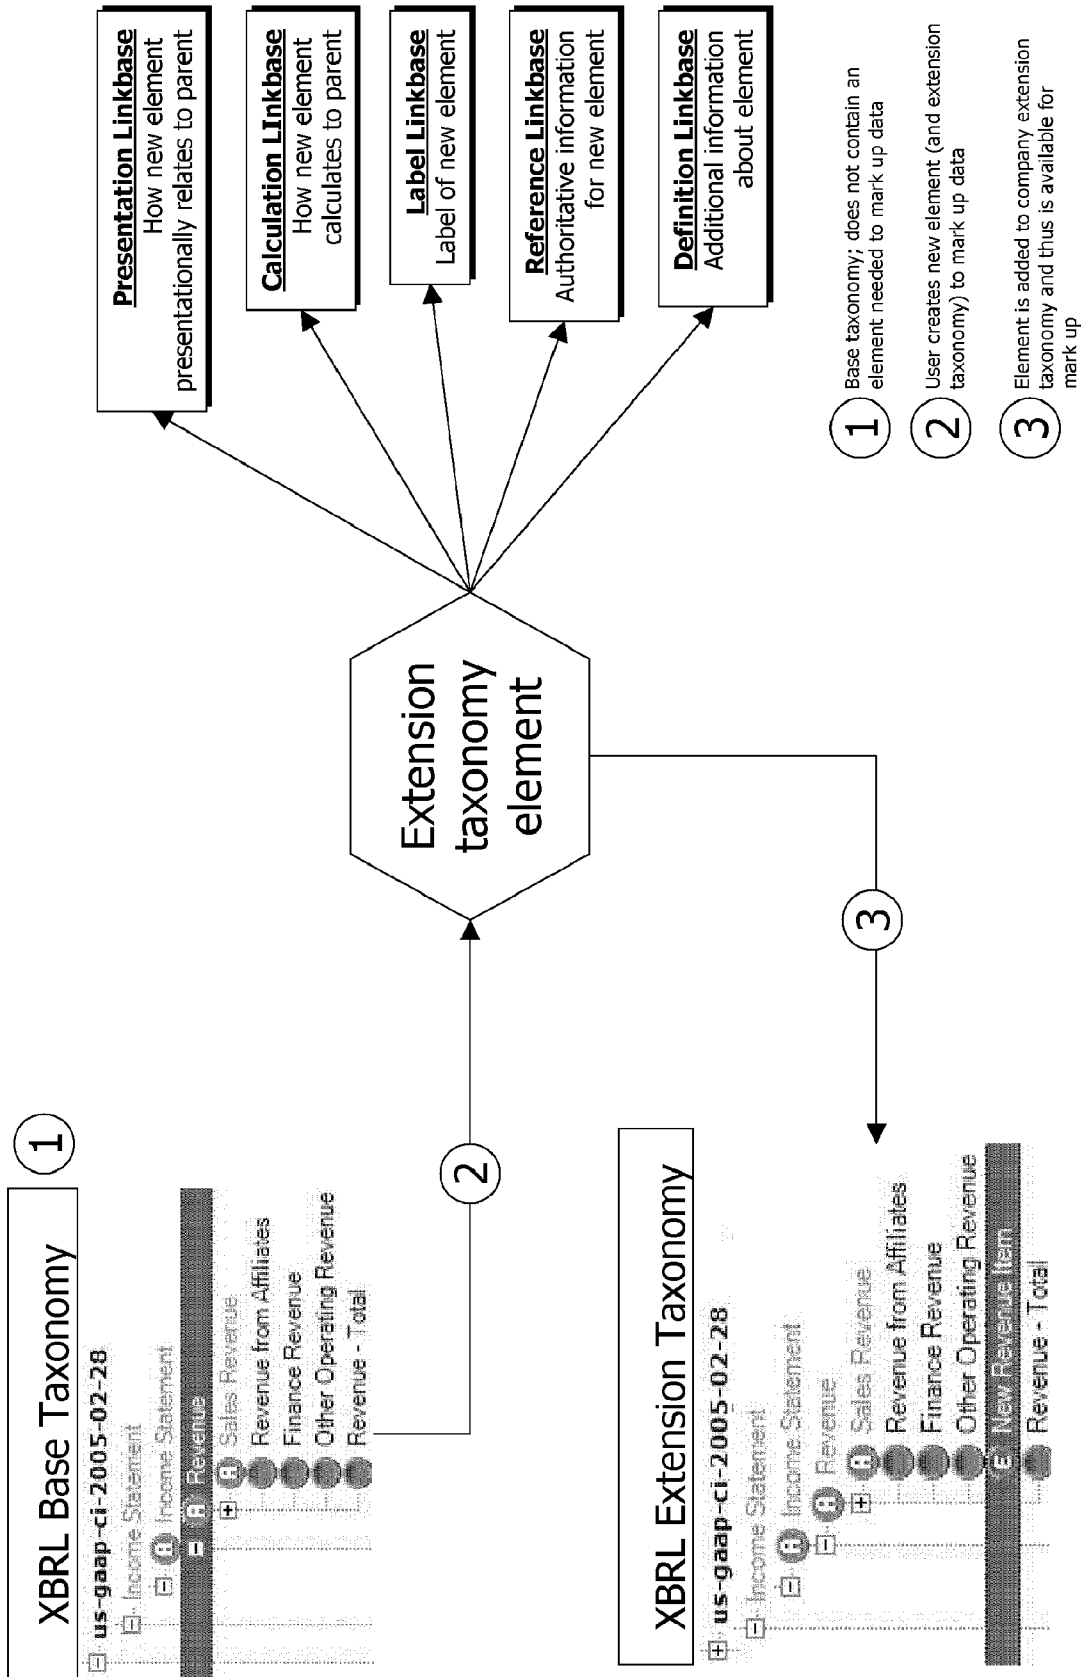 XBRL Base Taxonomy
1
us-gaap-ci-2005-02-28
Income Statement
A Income Statement
A Revenue
A Sales Revenue
Revenue from Affiliates
Finance Revenue
Other Operating Revenue
Revenue - Total
2
Extension
taxonomy
element
Presentation Linkbase
How new element
presentationally relates to parent
Calculation LInkbase
How new element
calculates to parent
Label Linkbase
Label of new element
Reference Linkbase
Authoritative information
for new element
Definition Linkbase
Additional information
about element
3
XBRL Extension Taxonomy
us-gaap-ci-2005-02-28
Income Statement
A Income Statement
A Revenue
A Sales Revenue
Revenue from Affiliates
Finance Revenue
Other Operating Revenue
E New Revenue Item
Revenue - Total
1 Base taxonomy; does not contain an
element needed to mark up data
2 User creates new element (and extension
taxonomy) to mark up data
3 Element is added to company extension
taxonomy and thus is available for
mark up